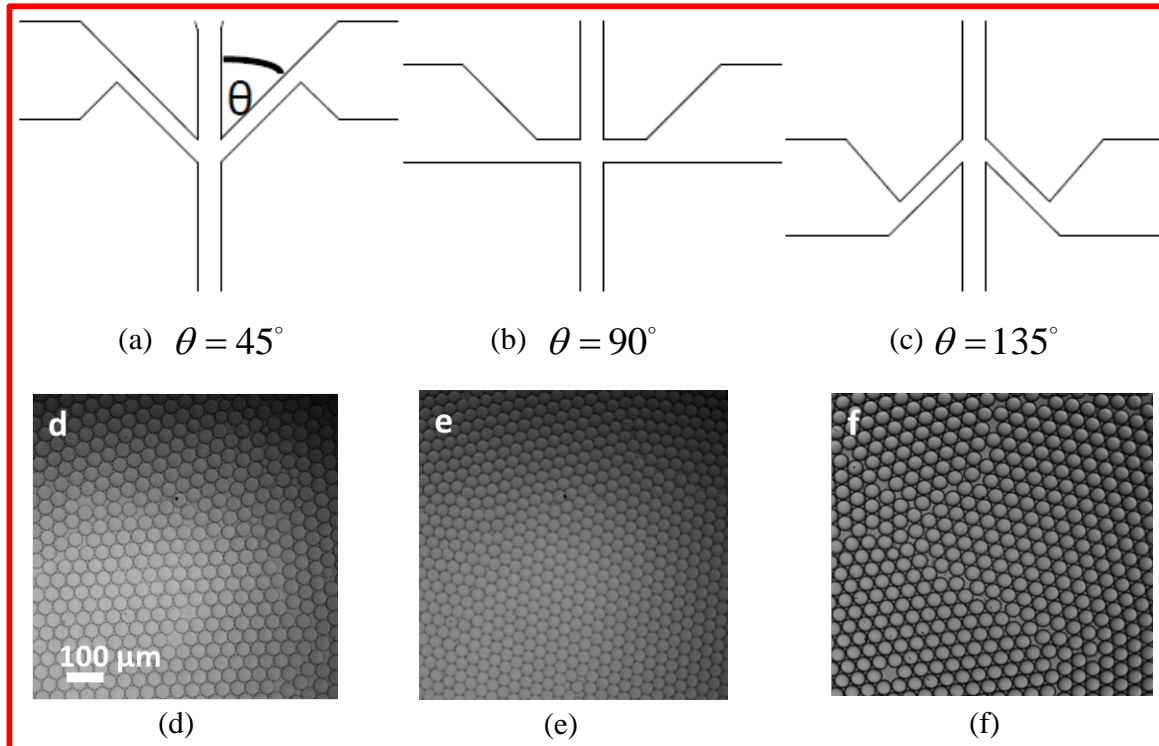 θ
(a) θ = 45°
(b) θ = 90°
(c) θ = 135°
d
e
f
100 μm
(d)
(e)
(f)